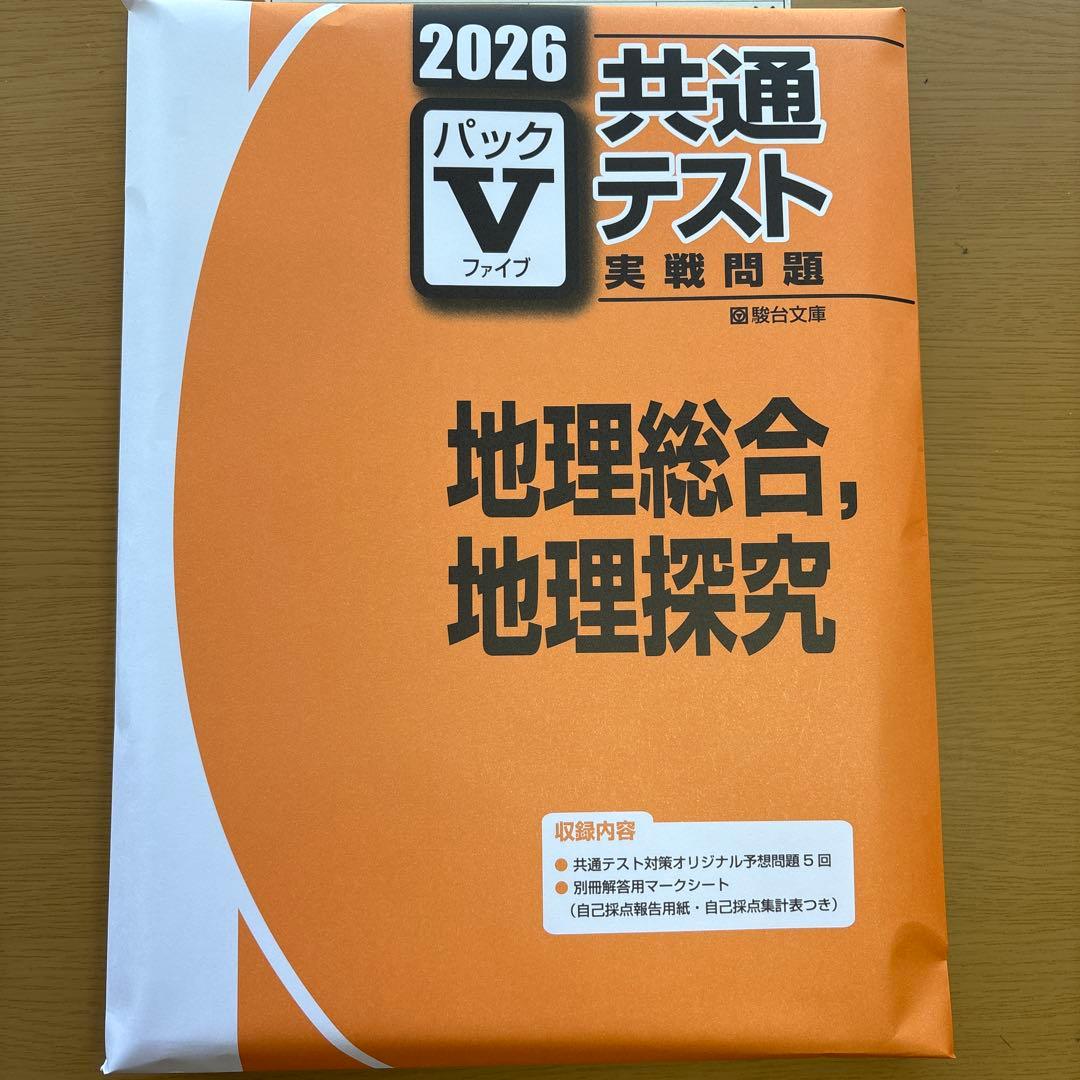 2026
パック
V
ファイブ
共通
テスト
実戦問題
駿台文庫
地理総合,
地理探究
収録内容
● 共通テスト対策オリジナル予想問題5回
● 別冊解答用マークシート
（自己採点報告用紙・自己採点集計表つき）